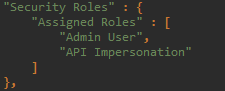 "Security Roles" : {
"Assigned Roles" : [
"Admin User",
"API Impersonation"
]
},